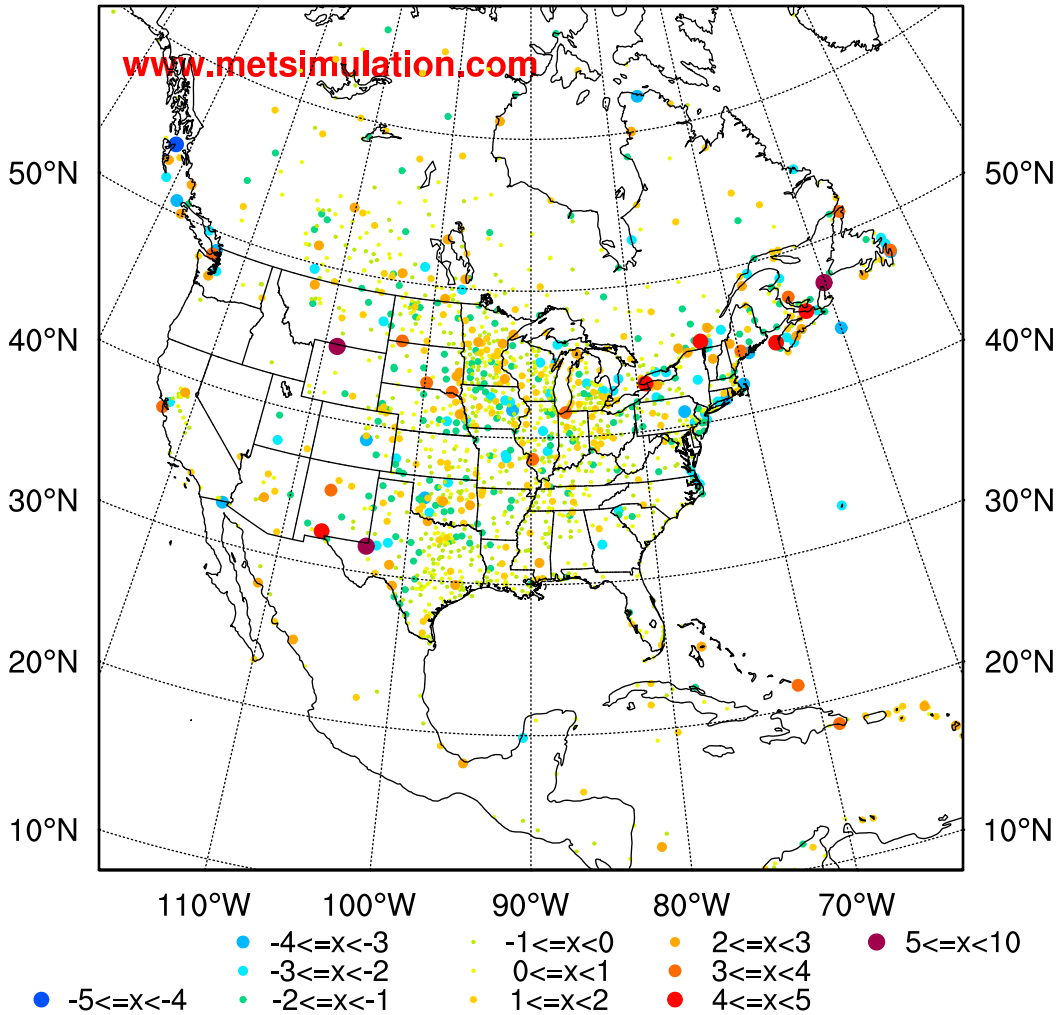 www.metsimulation.com
50°N
50°N
40°N
40°N
30°N
30°N
20°N
20°N
10°N
10°N
110°W
100°W
90°W
80°W
70°W
-4<=x<-3
-1<=x<0
2<=x<3
5<=x<10
-3<=x<-2
0<=x<1
3<=x<4
-5<=x<-4
-2<=x<-1
1<=x<2
4<=x<5